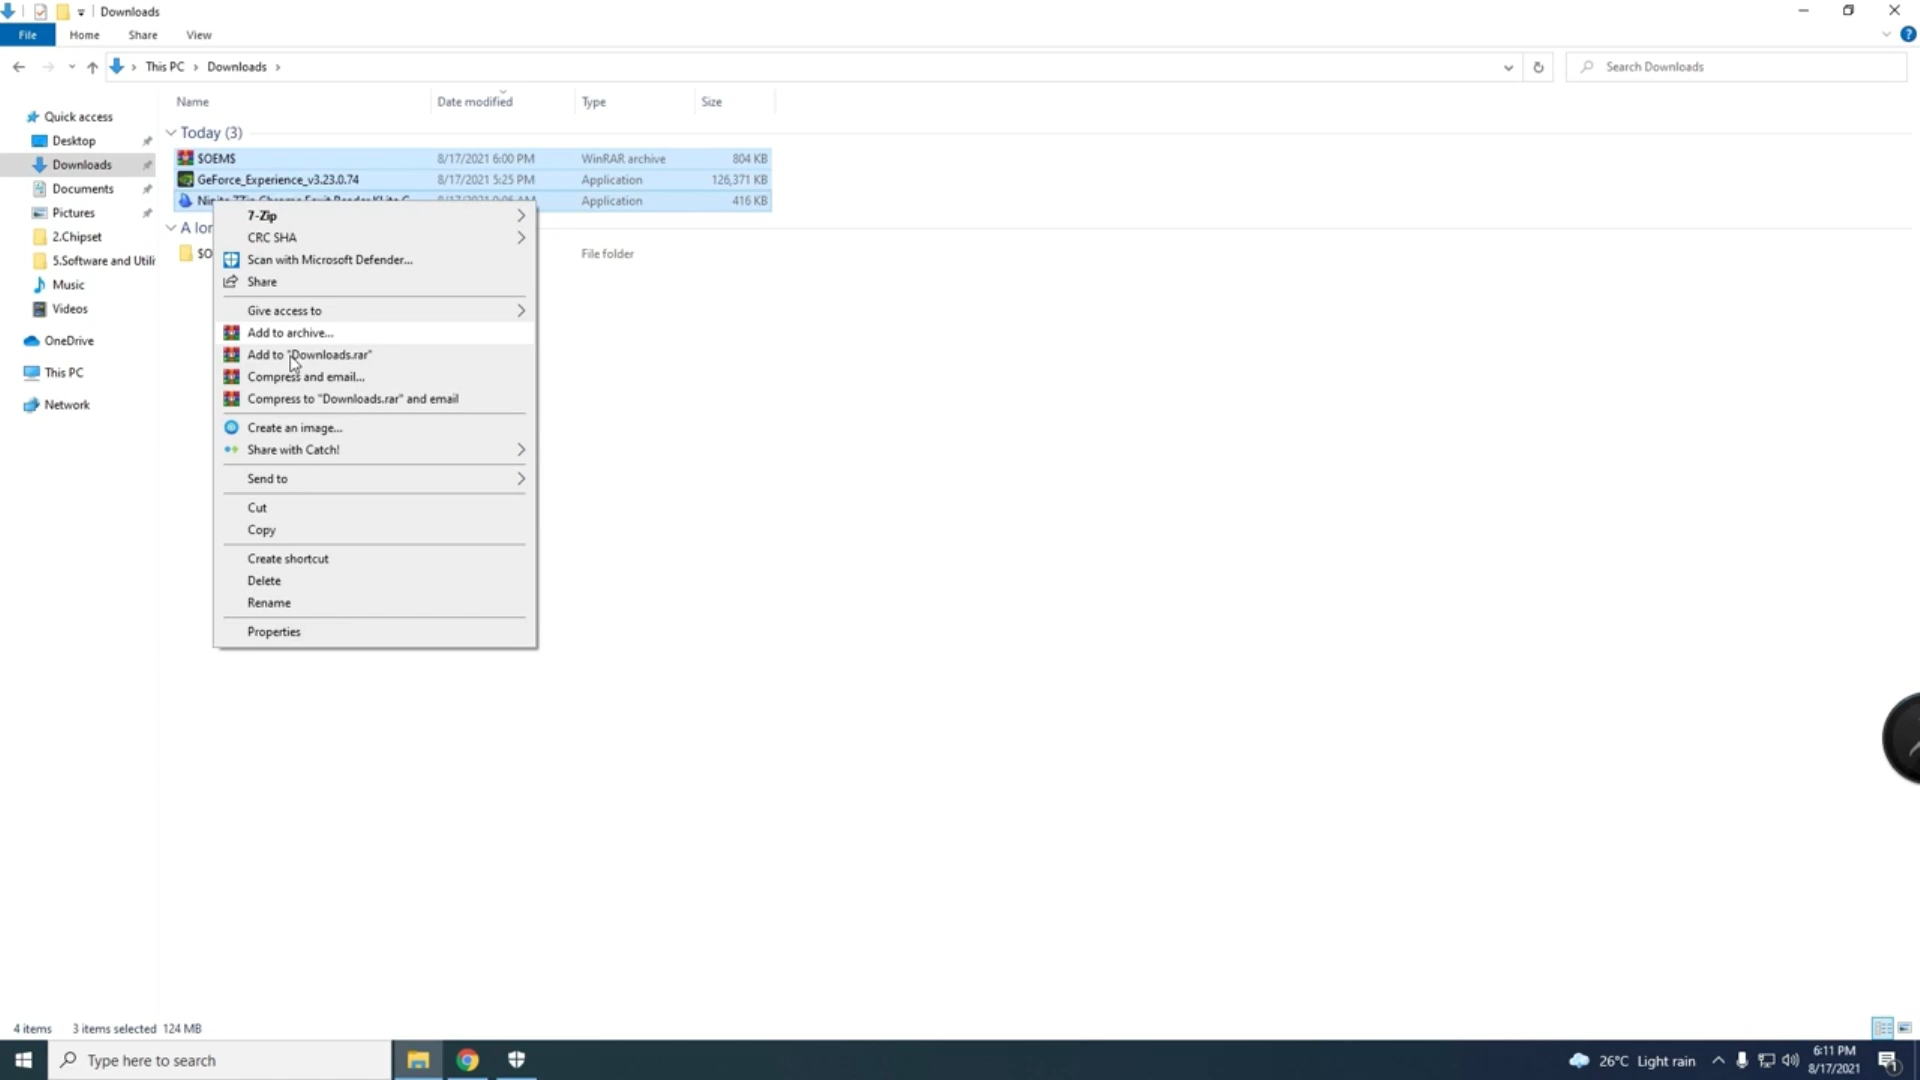 Downloads
File Home Share View
This PC Downloads
Search Downloads
Name Date modified Type Size
Quick access
Desktop
Downloads
Documents
Pictures
2.Chipset
5.Software and Utili
Music
Videos
OneDrive
This PC
Network
Today (3)
$OEM$ 8/17/2021 6:00 PM WinRAR archive 804 KB
GeForce_Experience_v3.23.0.74 8/17/2021 5:25 PM Application 126,371 KB
Application 416 KB
A lon
$O File folder
7-Zip
CRC SHA
Scan with Microsoft Defender...
Share
Give access to
Add to archive...
Add to "Downloads.rar"
Compress and email...
Compress to "Downloads.rar" and email
Create an image...
Share with Catch!
Send to
Cut
Copy
Create shortcut
Delete
Rename
Properties
4 items 3 items selected 124 MB
Type here to search
26°C Light rain
6:11 PM
8/17/2021
1